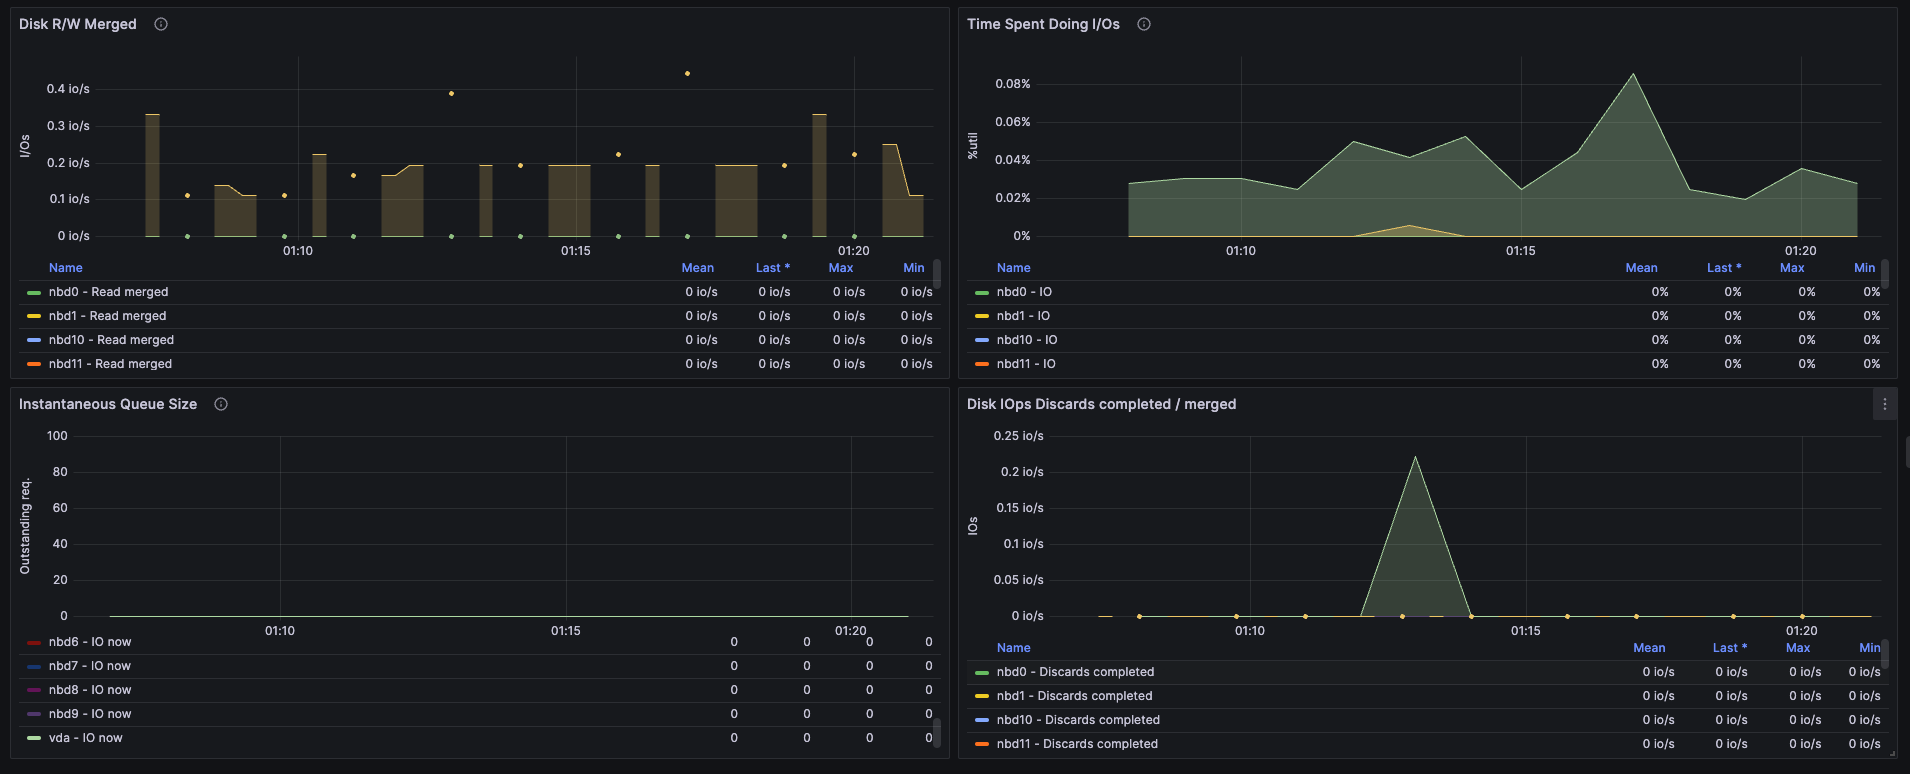 Disk R/W Merged
I/Os
0.4 io/s
0.3 io/s
0.2 io/s
0.1 io/s
0 io/s
01:10 01:15 01:20
Name Mean Last * Max Min
nbd0 - Read merged 0 io/s 0 io/s 0 io/s 0 io/s
nbd1 - Read merged 0 io/s 0 io/s 0 io/s 0 io/s
nbd10 - Read merged 0 io/s 0 io/s 0 io/s 0 io/s
nbd11 - Read merged 0 io/s 0 io/s 0 io/s 0 io/s
Time Spent Doing I/Os
%util
0.08%
0.06%
0.04%
0.02%
0%
01:10 01:15 01:20
Name Mean Last * Max Min
nbd0 - IO 0% 0% 0% 0%
nbd1 - IO 0% 0% 0% 0%
nbd10 - IO 0% 0% 0% 0%
nbd11 - IO 0% 0% 0% 0%
Instantaneous Queue Size
Outstanding req.
100
80
60
40
20
0
01:10 01:15 01:20
nbd6 - IO now 0 0 0 0
nbd7 - IO now 0 0 0 0
nbd8 - IO now 0 0 0 0
nbd9 - IO now 0 0 0 0
vda - IO now 0 0 0 0
Disk IOps Discards completed / merged
IOs
0.25 io/s
0.2 io/s
0.15 io/s
0.1 io/s
0.05 io/s
0 io/s
01:10 01:15 01:20
Name Mean Last * Max Min
nbd0 - Discards completed 0 io/s 0 io/s 0 io/s 0 io/s
nbd1 - Discards completed 0 io/s 0 io/s 0 io/s 0 io/s
nbd10 - Discards completed 0 io/s 0 io/s 0 io/s 0 io/s
nbd11 - Discards completed 0 io/s 0 io/s 0 io/s 0 io/s